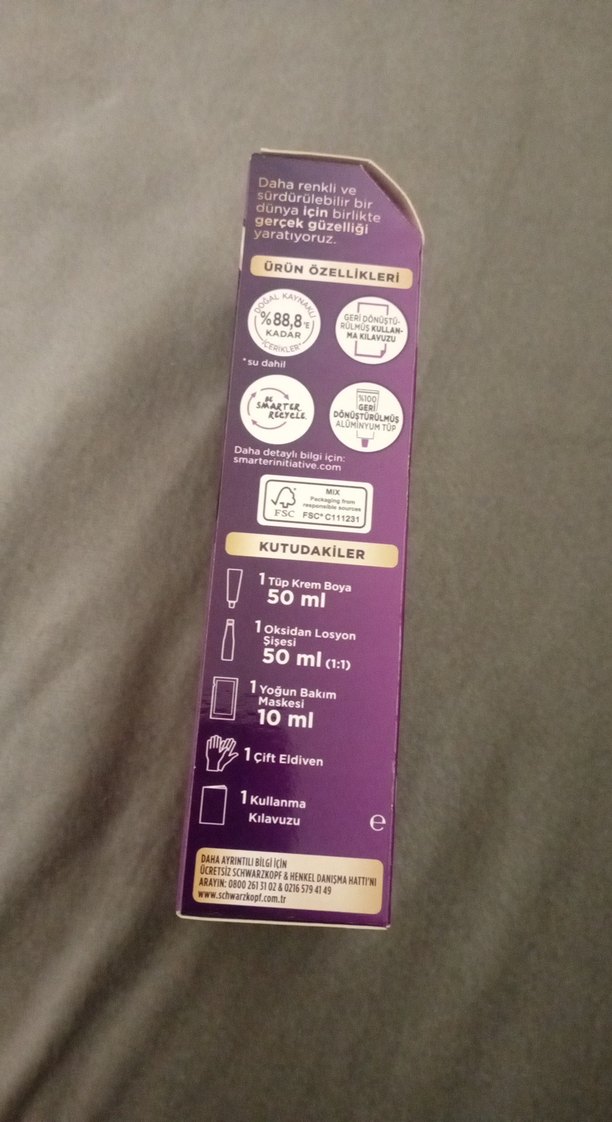 Daha renkli ve
sürdürülebilir bir
dünya için birlikte
gerçek güzelliği
yaratıyoruz.
ÜRÜN ÖZELLİKLERİ
DOĞAL KAYNAKLI
%88,8'E
KADAR
İÇERİKLER*
GERİ DÖNÜŞTÜ-
RÜLMÜŞ KULLAN-
MA KILAVUZU
*su dahil
BE
SMARTER.
RECYCLE.
%100
GERİ
DÖNÜŞTÜRÜLMÜŞ
ALÜMİNYUM TÜP
Daha detaylı bilgi için:
smarterinitiative.com
FSC
MIX
Packaging from
responsible sources
FSC® C111231
KUTUDAKİLER
1 Tüp Krem Boya
50 ml
1 Oksidan Losyon
Şişesi
50 ml (1:1)
1 Yoğun Bakım
Maskesi
10 ml
1 Çift Eldiven
1 Kullanma
Kılavuzu
e
DAHA AYRINTILI BİLGİ İÇİN
ÜCRETSİZ SCHWARZKOPF & HENKEL DANIŞMA HATTI'NI
ARAYIN: 0800 261 31 02 & 0216 579 41 49
www.schwarzkopf.com.tr